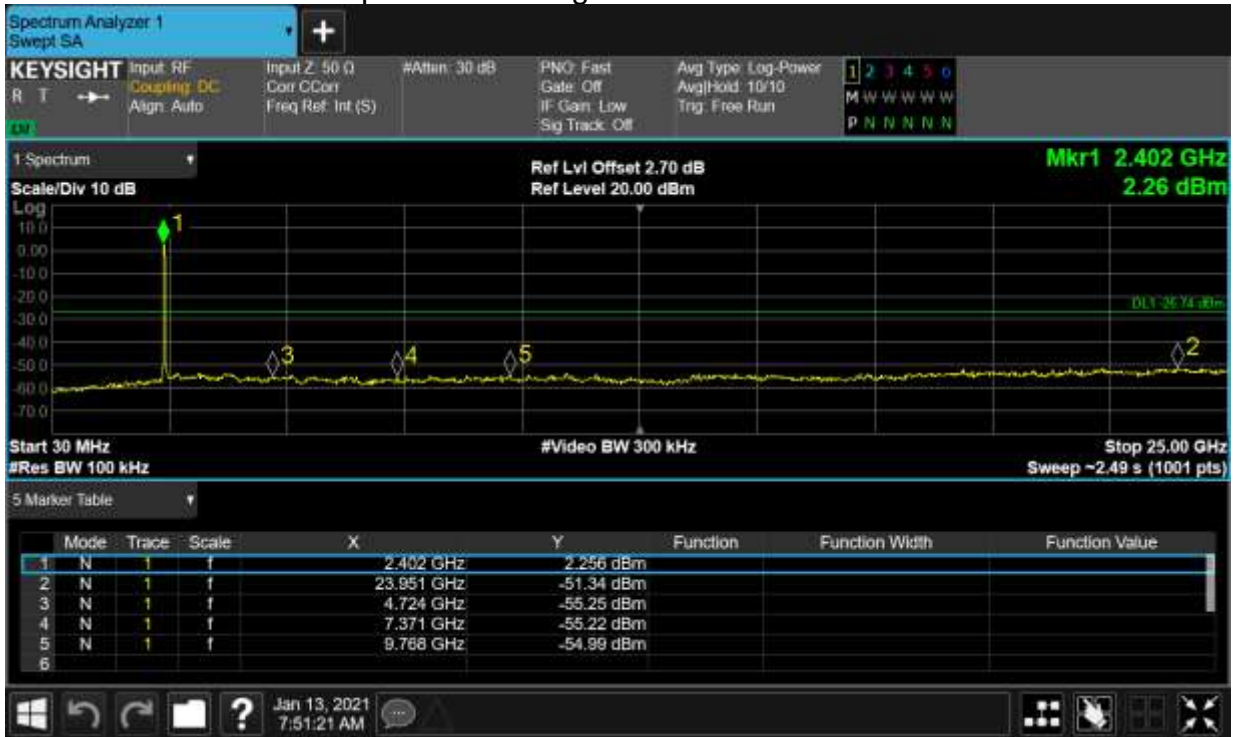 Spectrum Analyzer 1
Swept SA
+
KEYSIGHT Input: RF
R T
Coupling: DC
Align: Auto
Input Z: 50 Ω
Corr CCorr
Freq Ref: Int (S)
#Atten: 30 dB
PNO: Fast
Gate: Off
IF Gain: Low
Sig Track: Off
Avg Type: Log-Power
Avg|Hold: 10/10
Trig: Free Run
1 2 3 4 5 6
M W W W W W
P N N N N N
1 Spectrum
Scale/Div 10 dB
Ref Lvl Offset 2.70 dB
Ref Level 20.00 dBm
Mkr1 2.402 GHz
2.26 dBm
Log
10.0
0.00
-10.0
-20.0
-30.0
-40.0
-50.0
-60.0
-70.0
1
3
4
5
2
DL1 -26.74 dBm
Start 30 MHz
#Res BW 100 kHz
#Video BW 300 kHz
Stop 25.00 GHz
Sweep ~2.49 s (1001 pts)
5 Marker Table
Mode Trace Scale X Y Function Function Width Function Value
1 N 1 f 2.402 GHz 2.256 dBm
2 N 1 f 23.951 GHz -51.34 dBm
3 N 1 f 4.724 GHz -55.25 dBm
4 N 1 f 7.371 GHz -55.22 dBm
5 N 1 f 9.768 GHz -54.99 dBm
6
?
Jan 13, 2021
7:51:21 AM